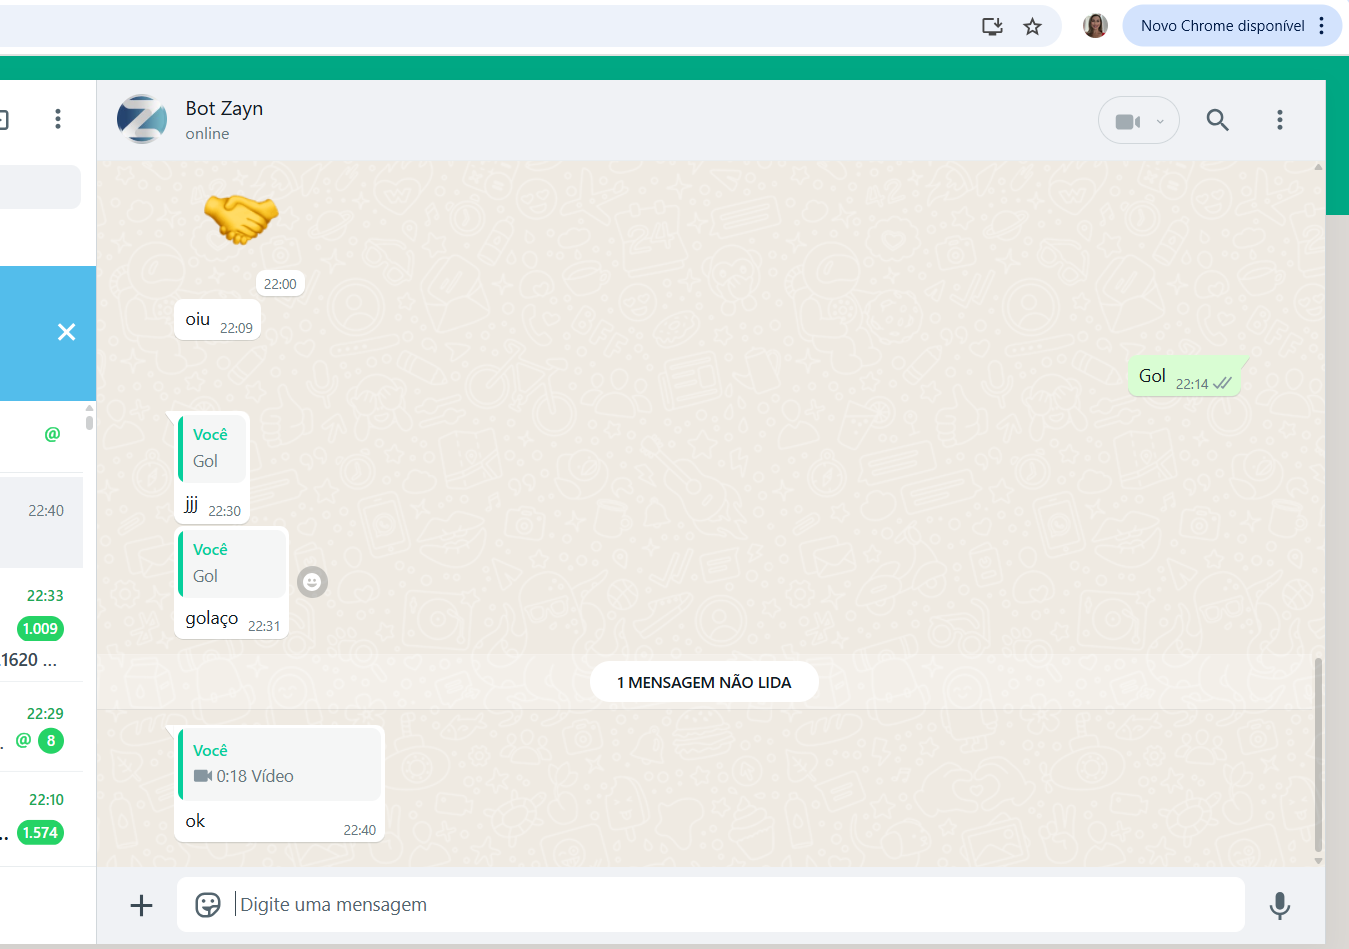 Novo Chrome disponível
Bot Zayn
online
22:00
oiu 22:09
Gol 22:14
Você
Gol
jjj 22:30
Você
Gol
golaço 22:31
1 MENSAGEM NÃO LIDA
Você
0:18 Vídeo
ok 22:40
Digite uma mensagem
@
22:40
22:33
1.009
1620 ...
22:29
@ 8
22:10
... 1.574